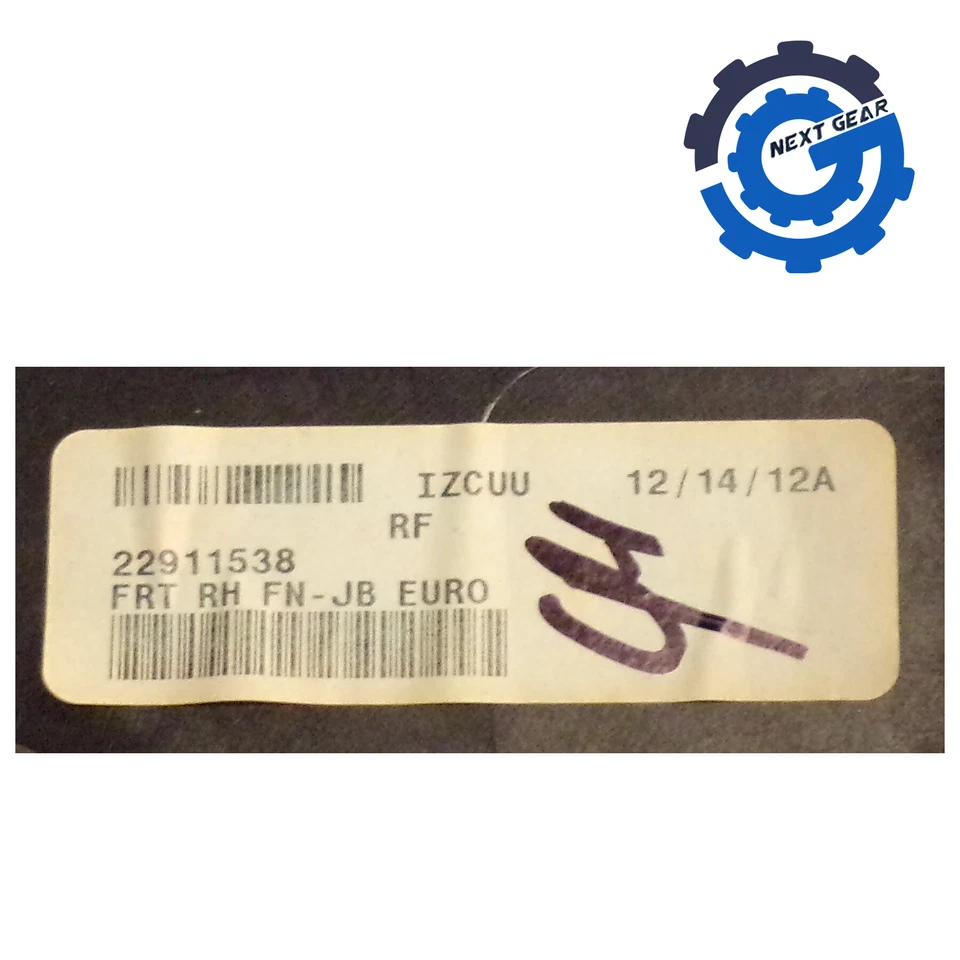 NEXT GEAR
IZCUU 12/14/12A
RF
22911538
FRT RH FN-JB EURO